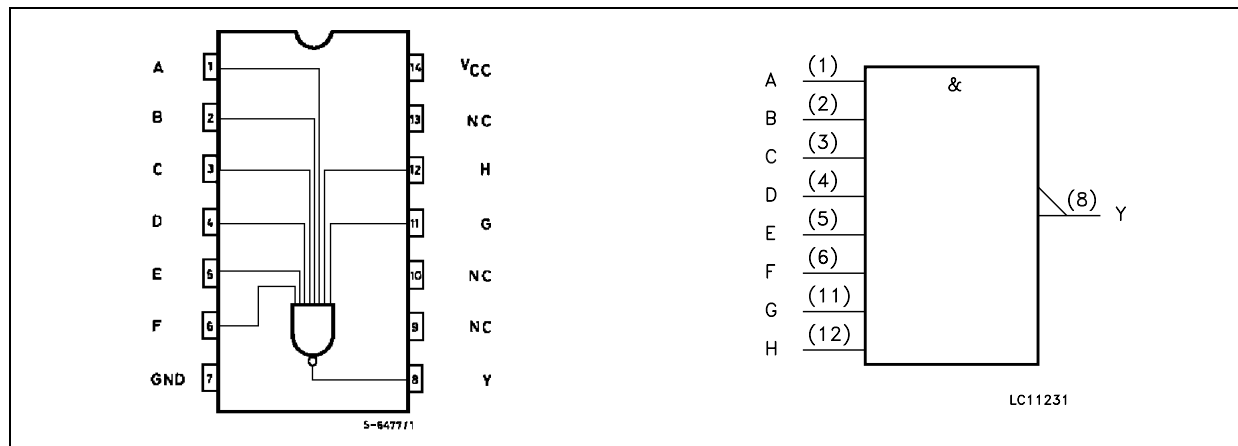 A 1 14 VCC
B 2 13 NC
C 3 12 H
D 4 11 G
E 5 10 NC
F 6 9 NC
GND 7 8 Y
S-6477/1
&
A (1)
B (2)
C (3)
D (4)
E (5)
F (6)
G (11)
H (12)
(8) Y
LC11231